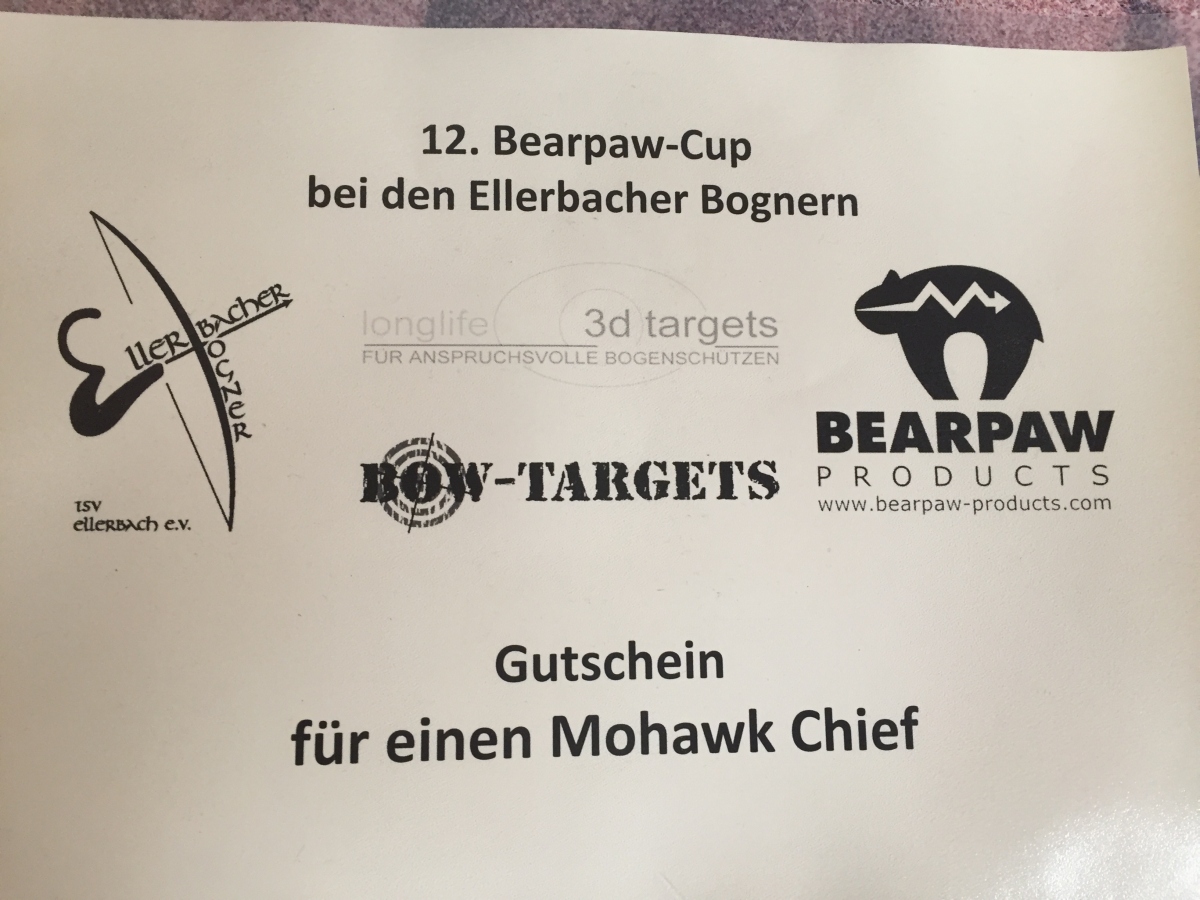 12. Bearpaw-Cup
bei den Ellerbacher Bognern
EllerBACHER
BOGNER
TSV
ellerbach e.v.
longlife 3d targets
FÜR ANSPRUCHSVOLLE BOGENSCHÜTZEN
BOW-TARGETS
BEARPAW
PRODUCTS
www.bearpaw-products.com
Gutschein
für einen Mohawk Chief